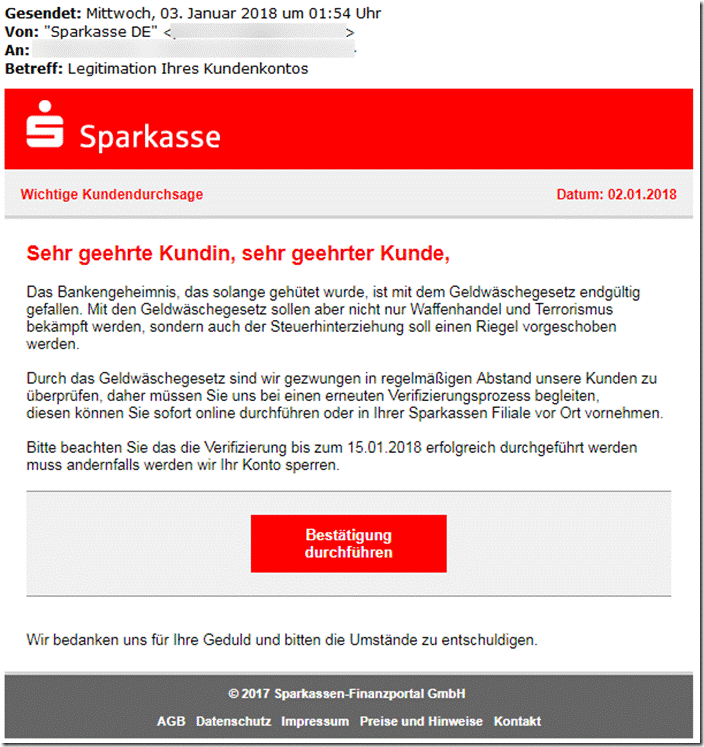 Gesendet: Mittwoch, 03. Januar 2018 um 01:54 Uhr
Von: "Sparkasse DE" < >
An:
Betreff: Legitimation Ihres Kundenkontos
Sparkasse
Wichtige Kundendurchsage Datum: 02.01.2018
Sehr geehrte Kundin, sehr geehrter Kunde,
Das Bankengeheimnis, das solange gehütet wurde, ist mit dem Geldwäschegesetz endgültig
gefallen. Mit den Geldwäschegesetz sollen aber nicht nur Waffenhandel und Terrorismus
bekämpft werden, sondern auch der Steuerhinterziehung soll einen Riegel vorgeschoben
werden.
Durch das Geldwäschegesetz sind wir gezwungen in regelmäßigen Abstand unsere Kunden zu
überprüfen, daher müssen Sie uns bei einen erneuten Verifizierungsprozess begleiten,
diesen können Sie sofort online durchführen oder in Ihrer Sparkassen Filiale vor Ort vornehmen.
Bitte beachten Sie das die Verifizierung bis zum 15.01.2018 erfolgreich durchgeführt werden
muss andernfalls werden wir Ihr Konto sperren.
Bestätigung
durchführen
Wir bedanken uns für Ihre Geduld und bitten die Umstände zu entschuldigen.
© 2017 Sparkassen-Finanzportal GmbH
AGB Datenschutz Impressum Preise und Hinweise Kontakt